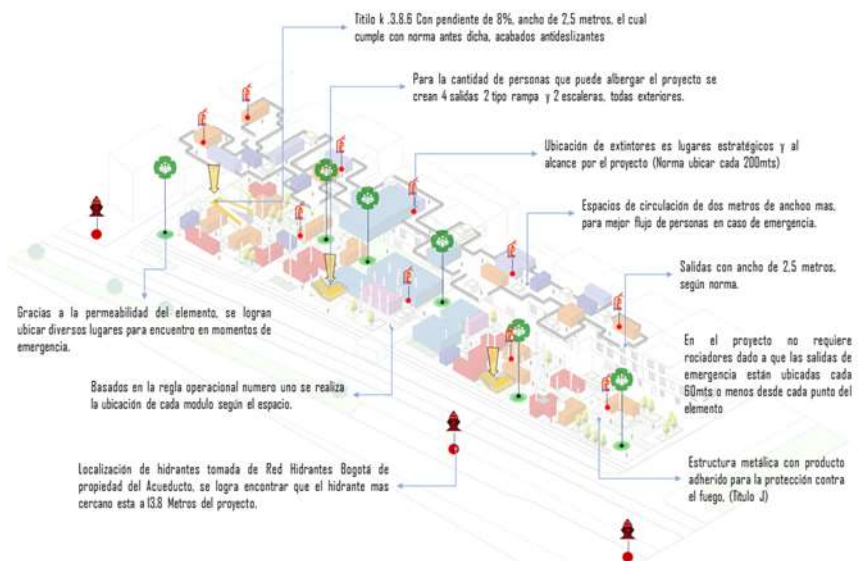 Titilo k .3.8.6 Con pendiente de 8%, ancho de 2,5 metros, el cual
cumple con norma antes dicha, acabados antideslizantes
Para la cantidad de personas que puede albergar el proyecto se
crean 4 salidas 2 tipo rampa y 2 escaleras, todas exteriores.
Ubicación de extintores es lugares estratégicos y al
alcance por el proyecto (Norma ubicar cada 200mts)
Espacios de circulación de dos metros de anchoo mas,
para mejor flujo de personas en caso de emergencia.
Salidas con ancho de 2,5 metros,
según norma.
Gracias a la permeabilidad del elemento, se logran
ubicar diversos lugares para encuentro en momentos de
emergencia.
En el proyecto no requiere
rociadores dado a que las salidas de
emergencia están ubicadas cada
60mts o menos desde cada punto del
elemento
Basados en la regla operacional numero uno se realiza
la ubicación de cada modulo según el espacio.
Localización de hidrantes tomada de Red Hidrantes Bogotá de
propiedad del Acueducto, se logra encontrar que el hidrante mas
cercano esta a 13.8 Metros del proyecto.
Estructura metálica con producto
adherido para la protección contra
el fuego, (Titulo J)